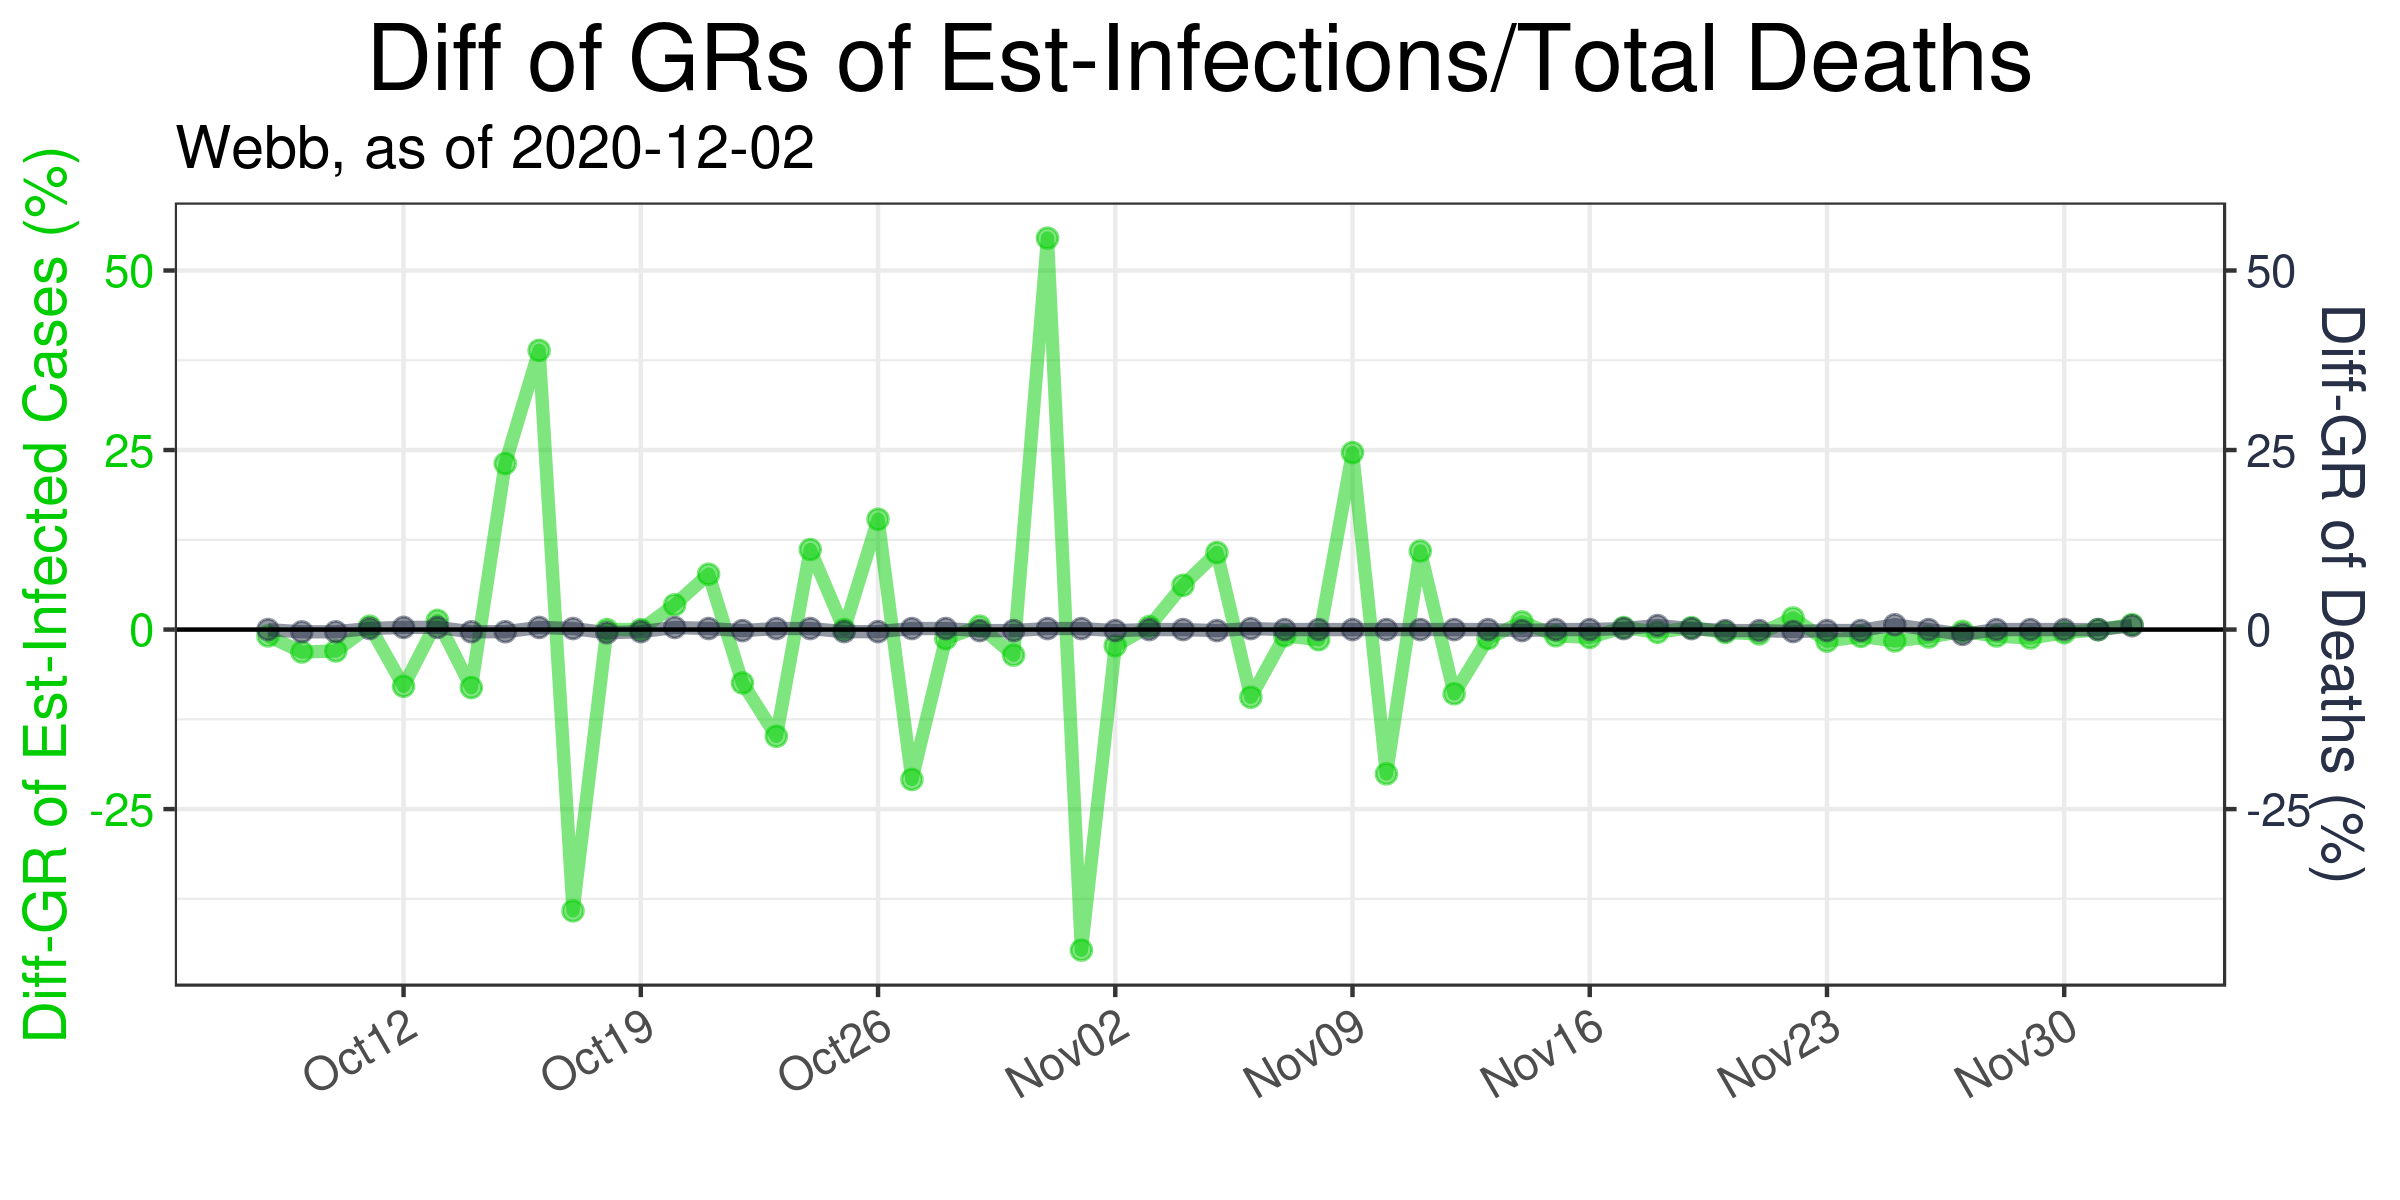 Diff of GRs of Est-Infections/Total Deaths
Webb, as of 2020-12-02
Diff-GR of Est-Infected Cases (%)
50
25
0
-25
50
25
0
-25
Diff-GR of Deaths (%)
Oct12
Oct19
Oct26
Nov02
Nov09
Nov16
Nov23
Nov30